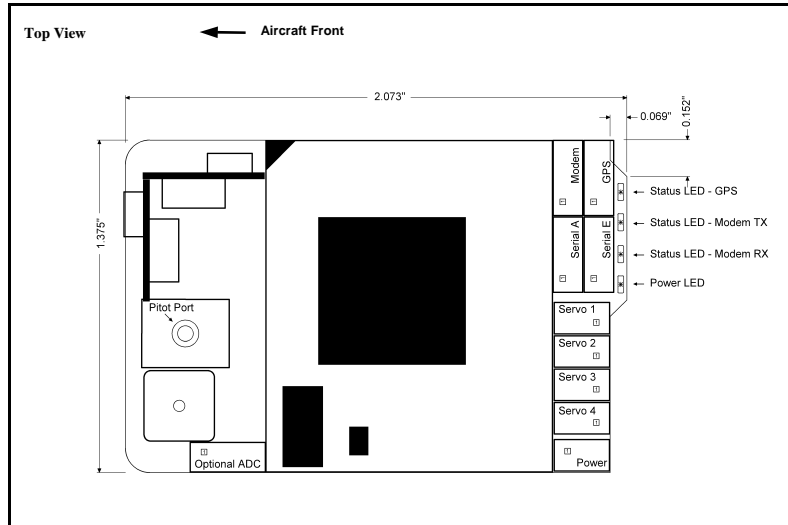 Top View
Aircraft Front
2.073"
0.069"
0.152"
1.375"
Modem
GPS
Serial A
Serial E
Status LED - GPS
Status LED - Modem TX
Status LED - Modem RX
Power LED
Pitot Port
Servo 1
Servo 2
Servo 3
Servo 4
Optional ADC
Power